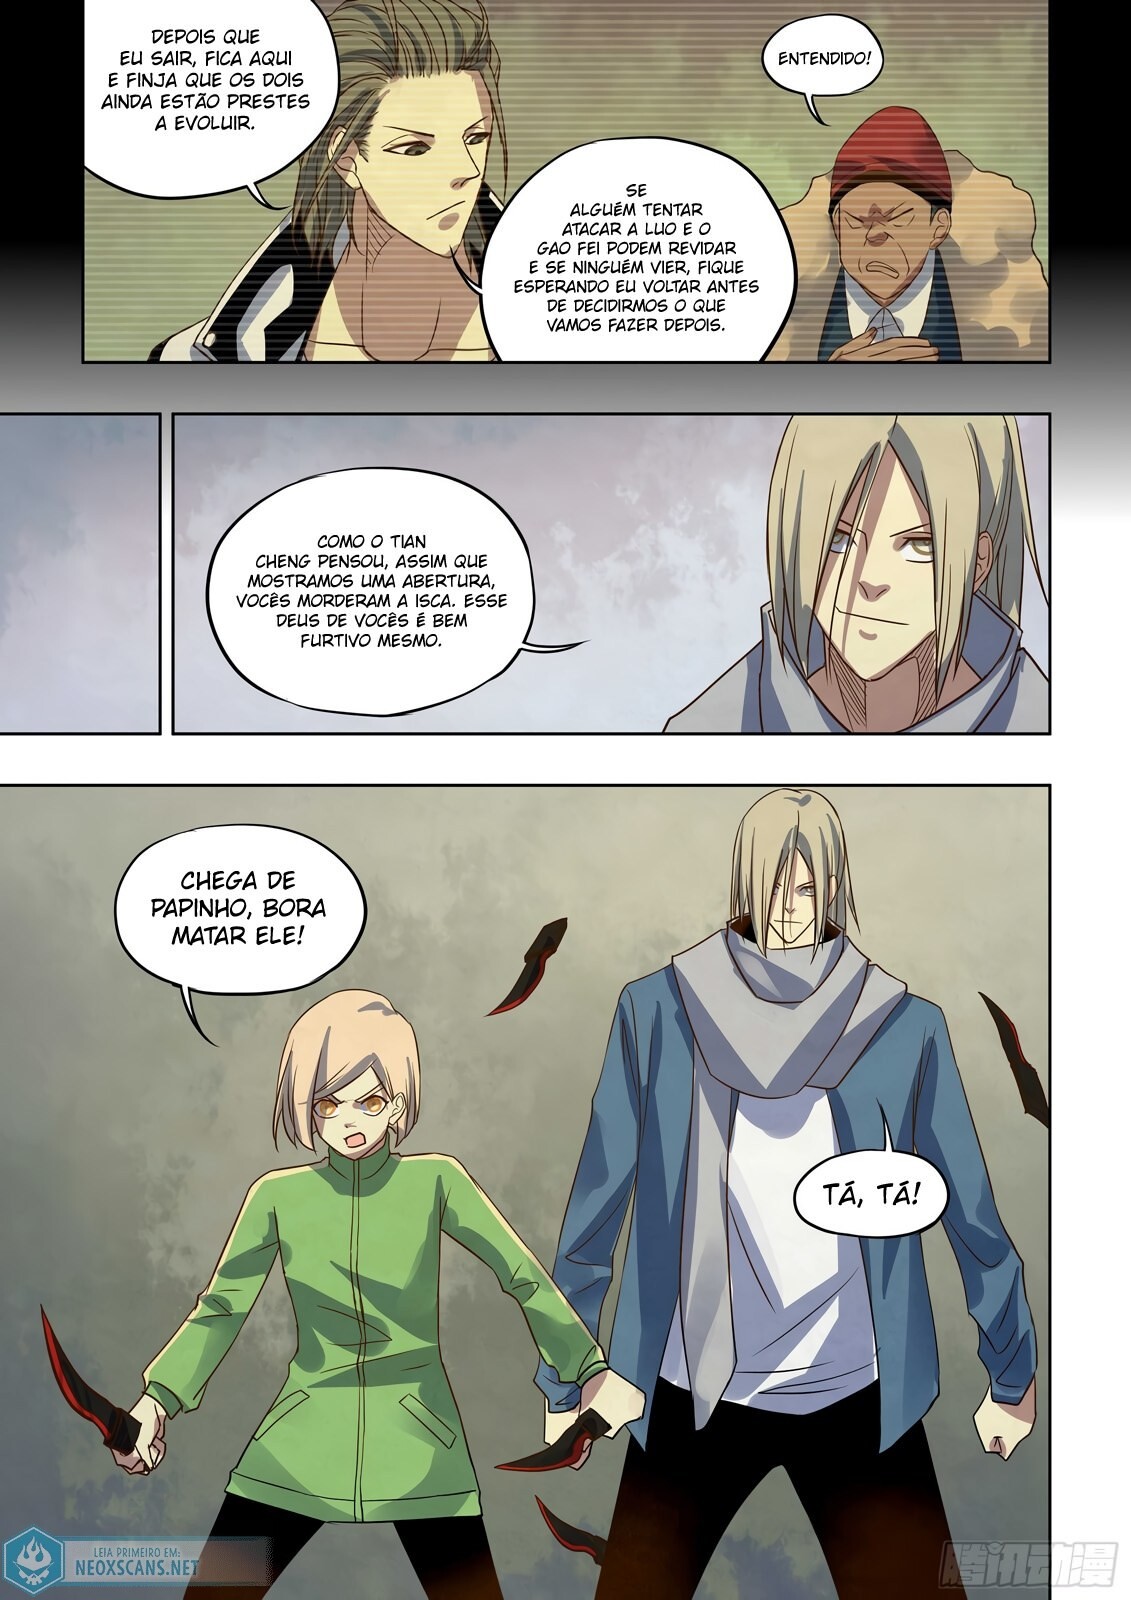 DEPOIS QUE
EU SAIR, FICA AQUI
E FINJA QUE OS DOIS
AINDA ESTÃO PRESTES
A EVOLUIR.
ENTENDIDO!
SE
ALGUÉM TENTAR
ATACAR A LUO E O
GAO FEI PODEM REVIDAR
E SE NINGUÉM VIER, FIQUE
ESPERANDO EU VOLTAR ANTES
DE DECIDIRMOS O QUE
VAMOS FAZER DEPOIS.
COMO O TIAN
CHENG PENSOU, ASSIM QUE
MOSTRAMOS UMA ABERTURA,
VOCÊS MORDERAM A ISCA. ESSE
DEUS DE VOCÊS É BEM
FURTIVO MESMO.
CHEGA DE
PAPINHO, BORA
MATAR ELE!
TÁ, TÁ!
LEIA PRIMEIRO EM:
NEOXSCANS.NET
腾讯动漫